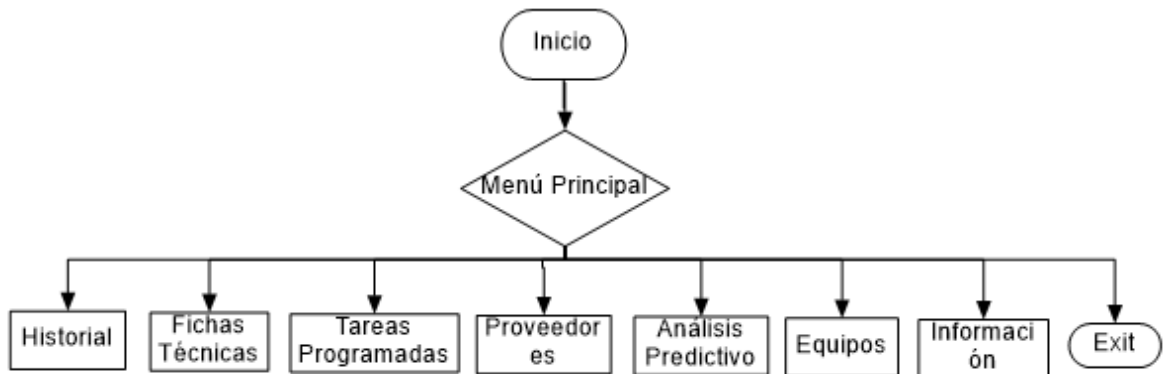 Inicio
Menú Principal
Historial
Fichas
Técnicas
Tareas
Programadas
Proveedor
es
Análisis
Predictivo
Equipos
Informaci
ón
Exit